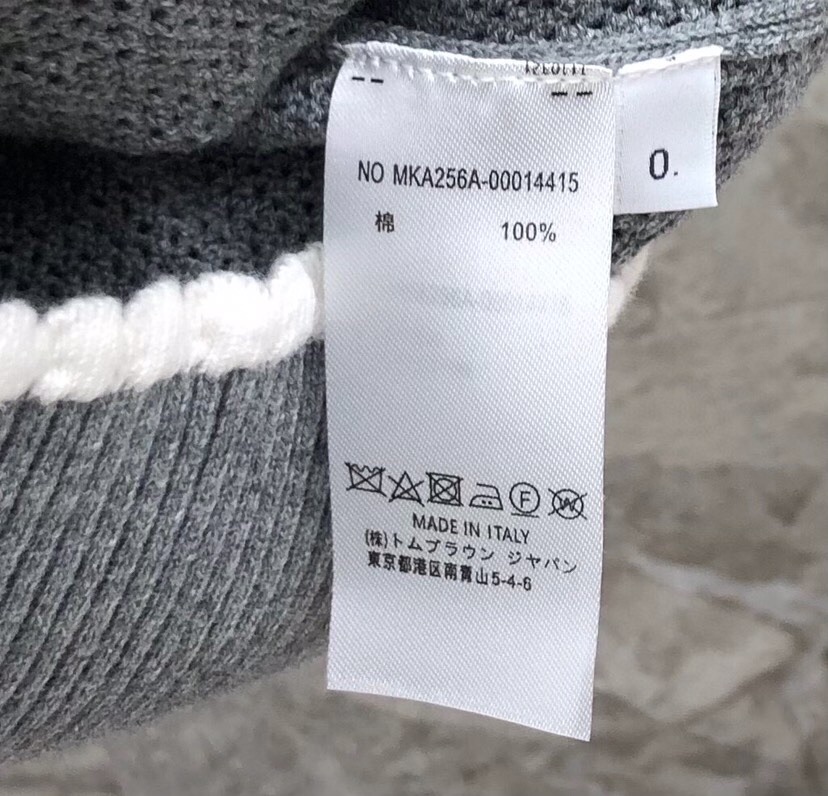 NO MKA256A-00014415
棉 100%
MADE IN ITALY
(株)トムブラウン ジャパン
東京都港区南青山5-4-6
0.